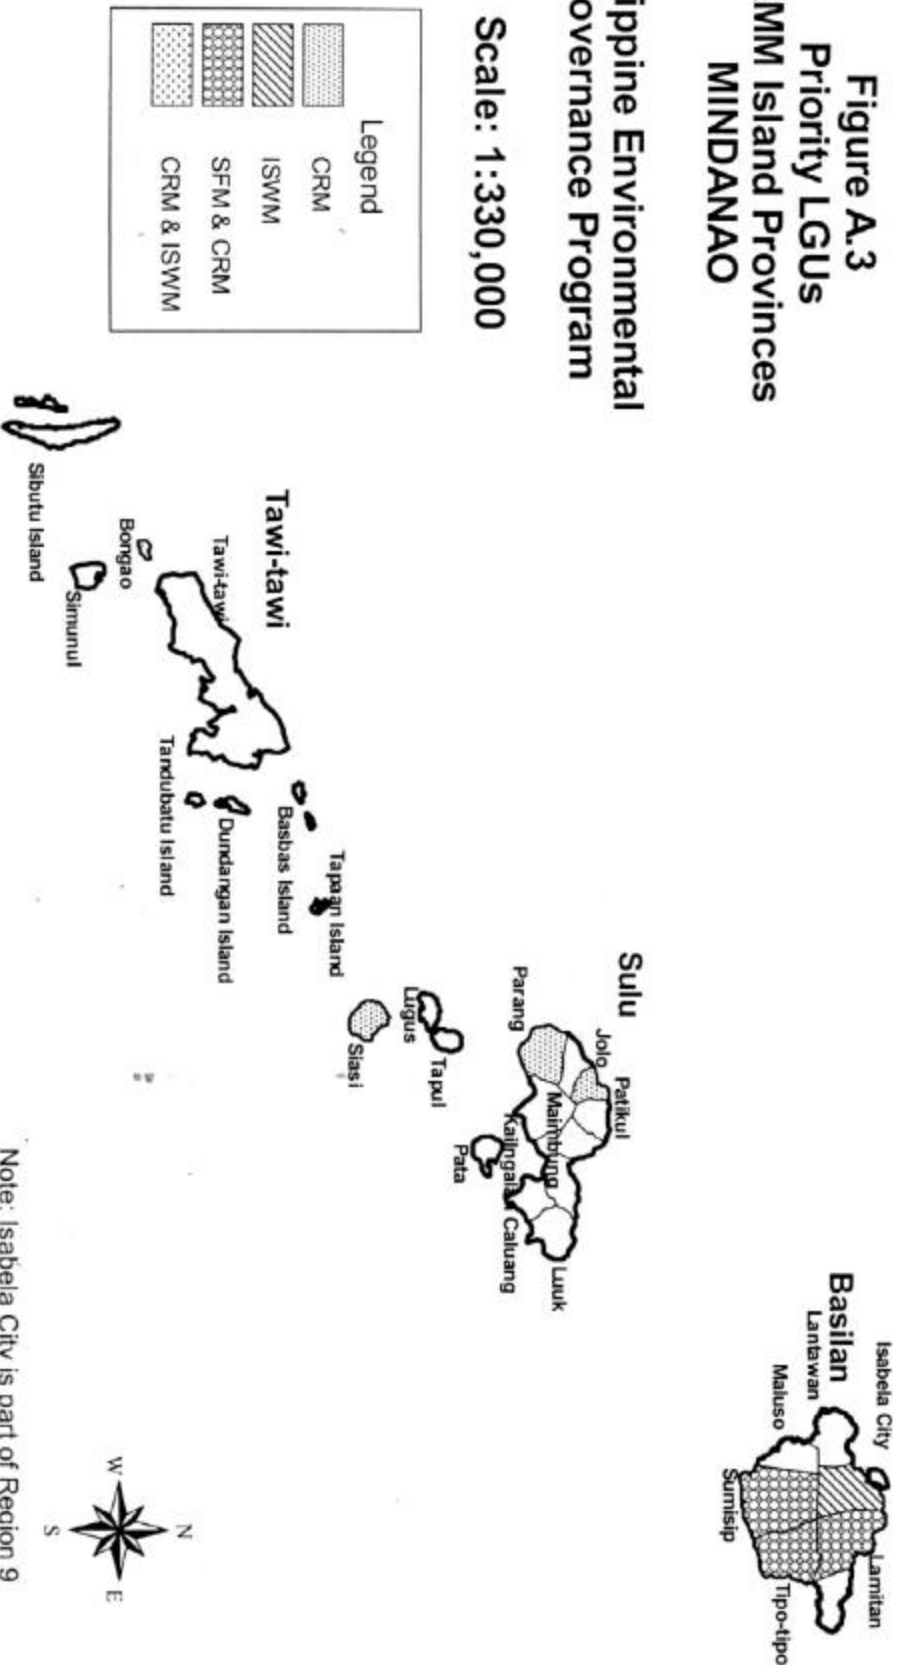 Figure A.3
Priority LGUs
MM Island Provinces
MINDANAO
ippine Environmental
overnance Program
Scale: 1:330,000
Legend
CRM
ISWM
SFM & CRM
CRM & ISWM
Basilan
Isabela City
Lantawan
Maluso
Sumisip
Lamitan
Tipo-tipo
Sulu
Jolo
Patikul
Parang
Maimbung
Caluang
Luuk
Pata
Lugus
Tapul
Siasi
Tawi-tawi
Tawi-tawi
Tapaan Island
Basbas Island
Dundangan Island
Tandubatu Island
Bongao
Simunul
Sibutu Island
N
W
E
S
Note: Isabela City is part of Region 9